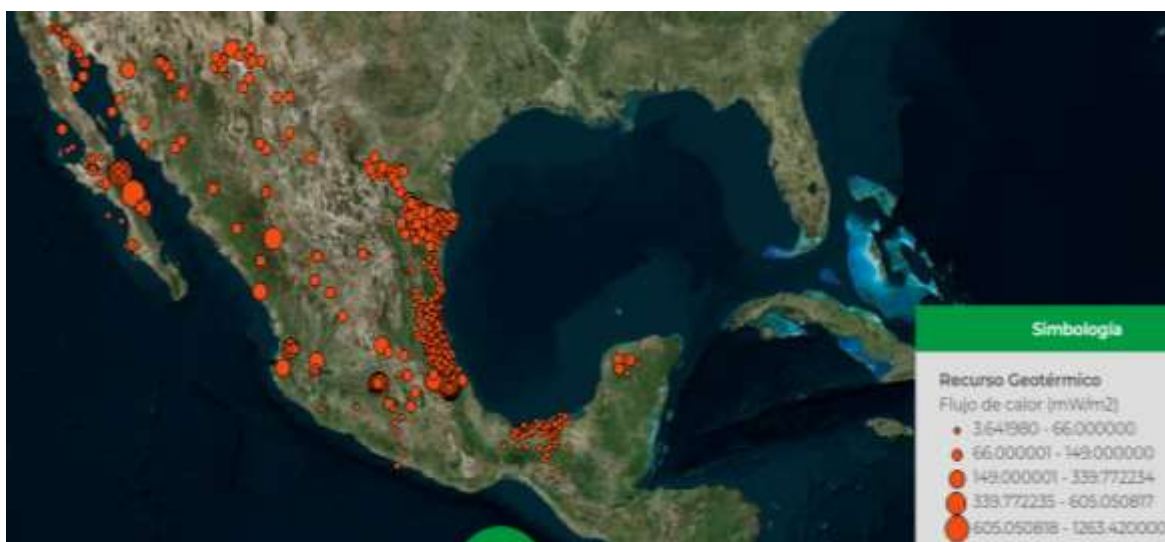 Simbología
Recurso Geotérmico
Flujo de calor (mW/m2)
3.641980 - 66.000000
66.000001 - 149.000000
149.000001 - 339.772234
339.772235 - 605.050817
605.050818 - 1263.420000